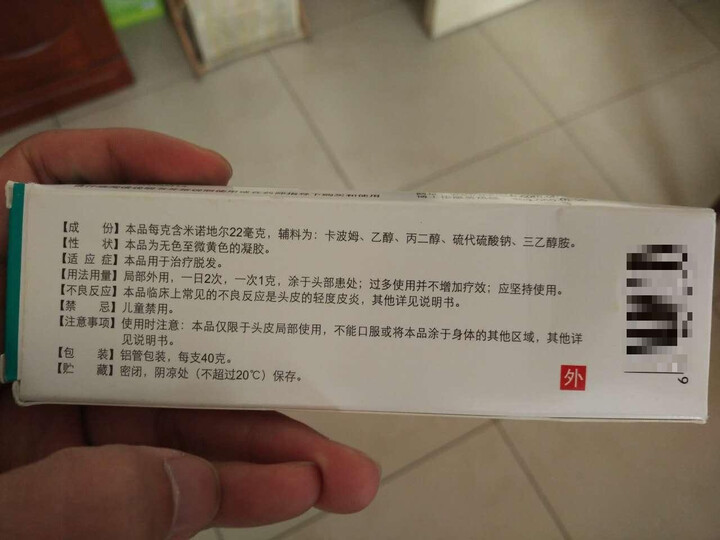 【成　份】本品每克含米诺地尔22毫克，辅料为：卡波姆、乙醇、丙二醇、硫代硫酸钠、三乙醇胺。
【性　状】本品为无色至微黄色的凝胶。
【适 应 症】本品用于治疗脱发。
【用法用量】局部外用，一日2次，一次1克，涂于头部患处；过多使用并不增加疗效；应坚持使用。
【不良反应】本品临床上常见的不良反应是头皮的轻度皮炎，其他详见说明书。
【禁　忌】儿童禁用。
【注意事项】使用时注意：本品仅限于头皮局部使用，不能口服或将本品涂于身体的其他区域，其他详
见说明书。
【包　装】铝管包装，每支40克。
【贮　藏】密闭，阴凉处（不超过20℃）保存。
外
9